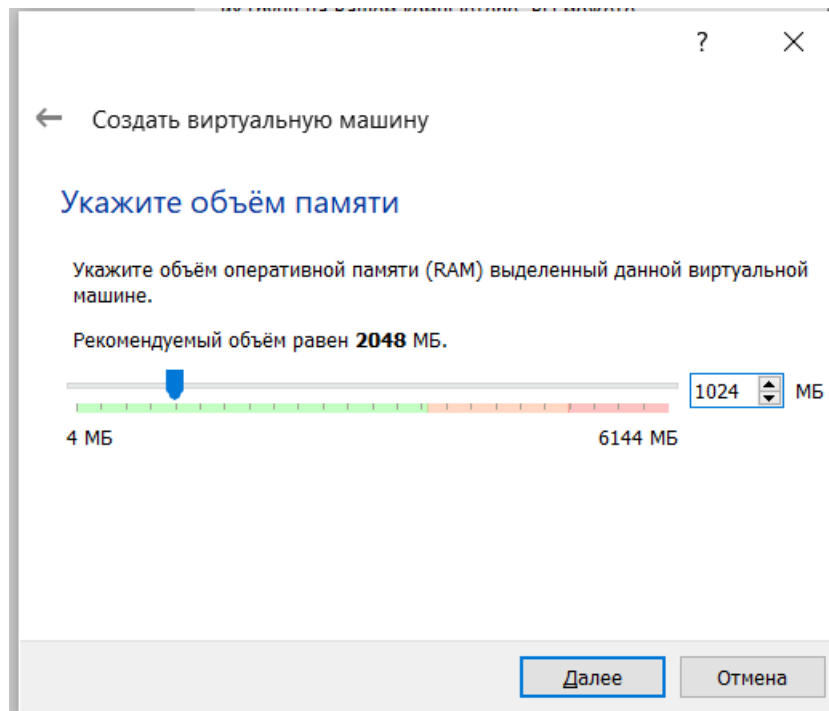 ?
Создать виртуальную машину
Укажите объём памяти
Укажите объём оперативной памяти (RAM) выделенный данной виртуальной
машине.
Рекомендуемый объём равен 2048 МБ.
1024 МБ
4 МБ 6144 МБ
Далее Отмена